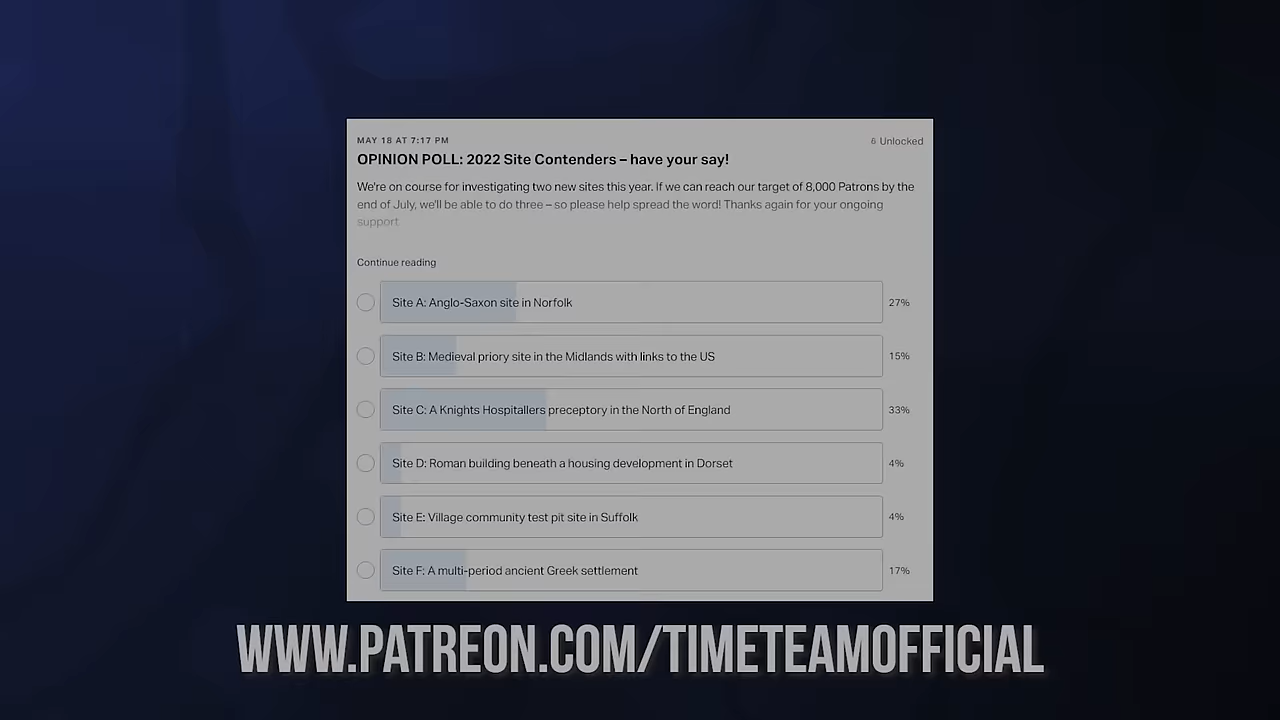 MAY 18 AT 7:17 PM
Unlocked
OPINION POLL: 2022 Site Contenders – have your say!
We're on course for investigating two new sites this year. If we can reach our target of 8,000 Patrons by the
end of July, we'll be able to do three – so please help spread the word! Thanks again for your ongoing
support
Continue reading
Site A: Anglo-Saxon site in Norfolk
27%
Site B: Medieval priory site in the Midlands with links to the US
15%
Site C: A Knights Hospitallers preceptory in the North of England
33%
Site D: Roman building beneath a housing development in Dorset
4%
Site E: Village community test pit site in Suffolk
4%
Site F: A multi-period ancient Greek settlement
17%
WWW.PATREON.COM/TIMETEAMOFFICIAL